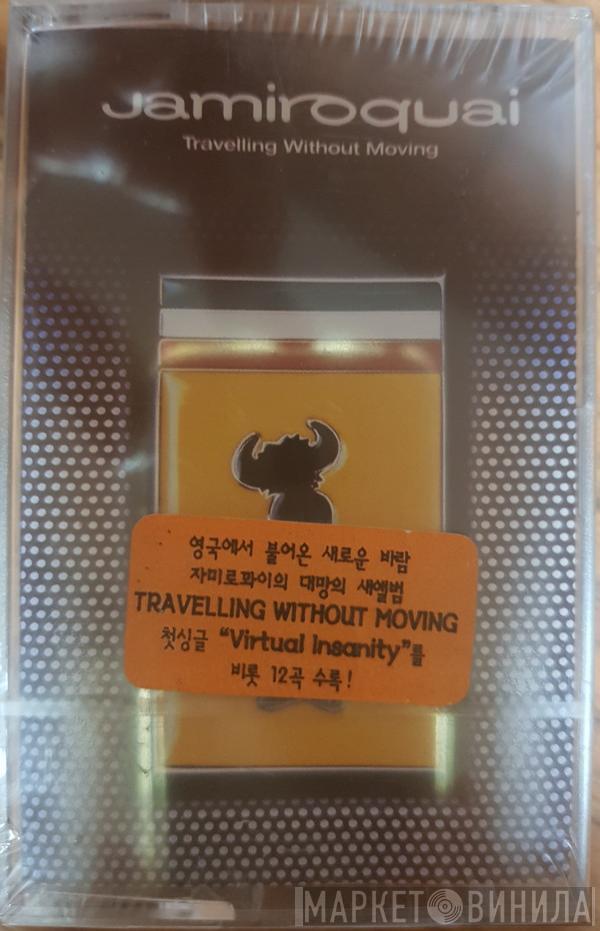 Jamiroquai
Travelling Without Moving
영국에서 불어온 새로운 바람
자미로콰이의 대망의 새앨범
TRAVELLING WITHOUT MOVING
첫싱글 “Virtual Insanity”를
비롯 12곡 수록!
МАРКЕТ ВИНИЛА